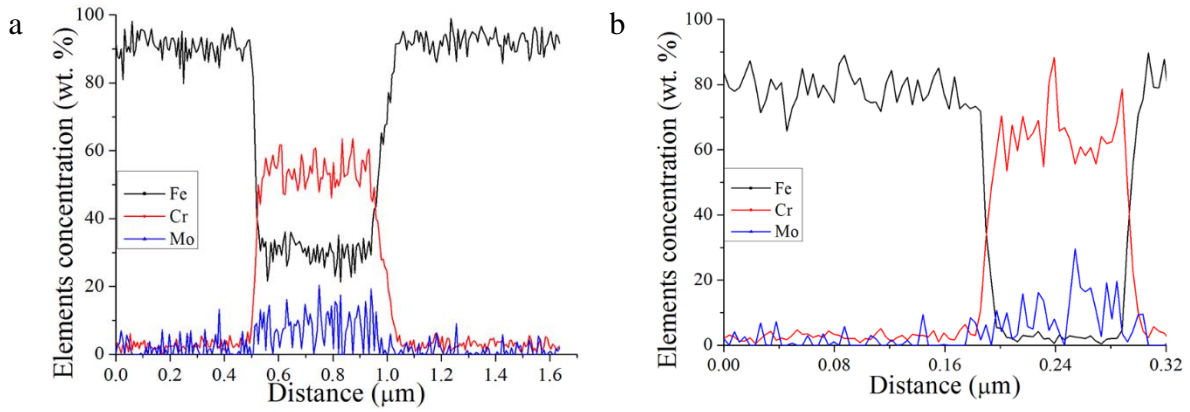 a
Elements concentration (wt. %)
100
80
60
40
20
0
Fe
Cr
Mo
0.0 0.2 0.4 0.6 0.8 1.0 1.2 1.4 1.6
Distance (μm)
b
Elements concentration (wt. %)
100
80
60
40
20
0
Fe
Cr
Mo
0.00 0.08 0.16 0.24 0.32
Distance (μm)